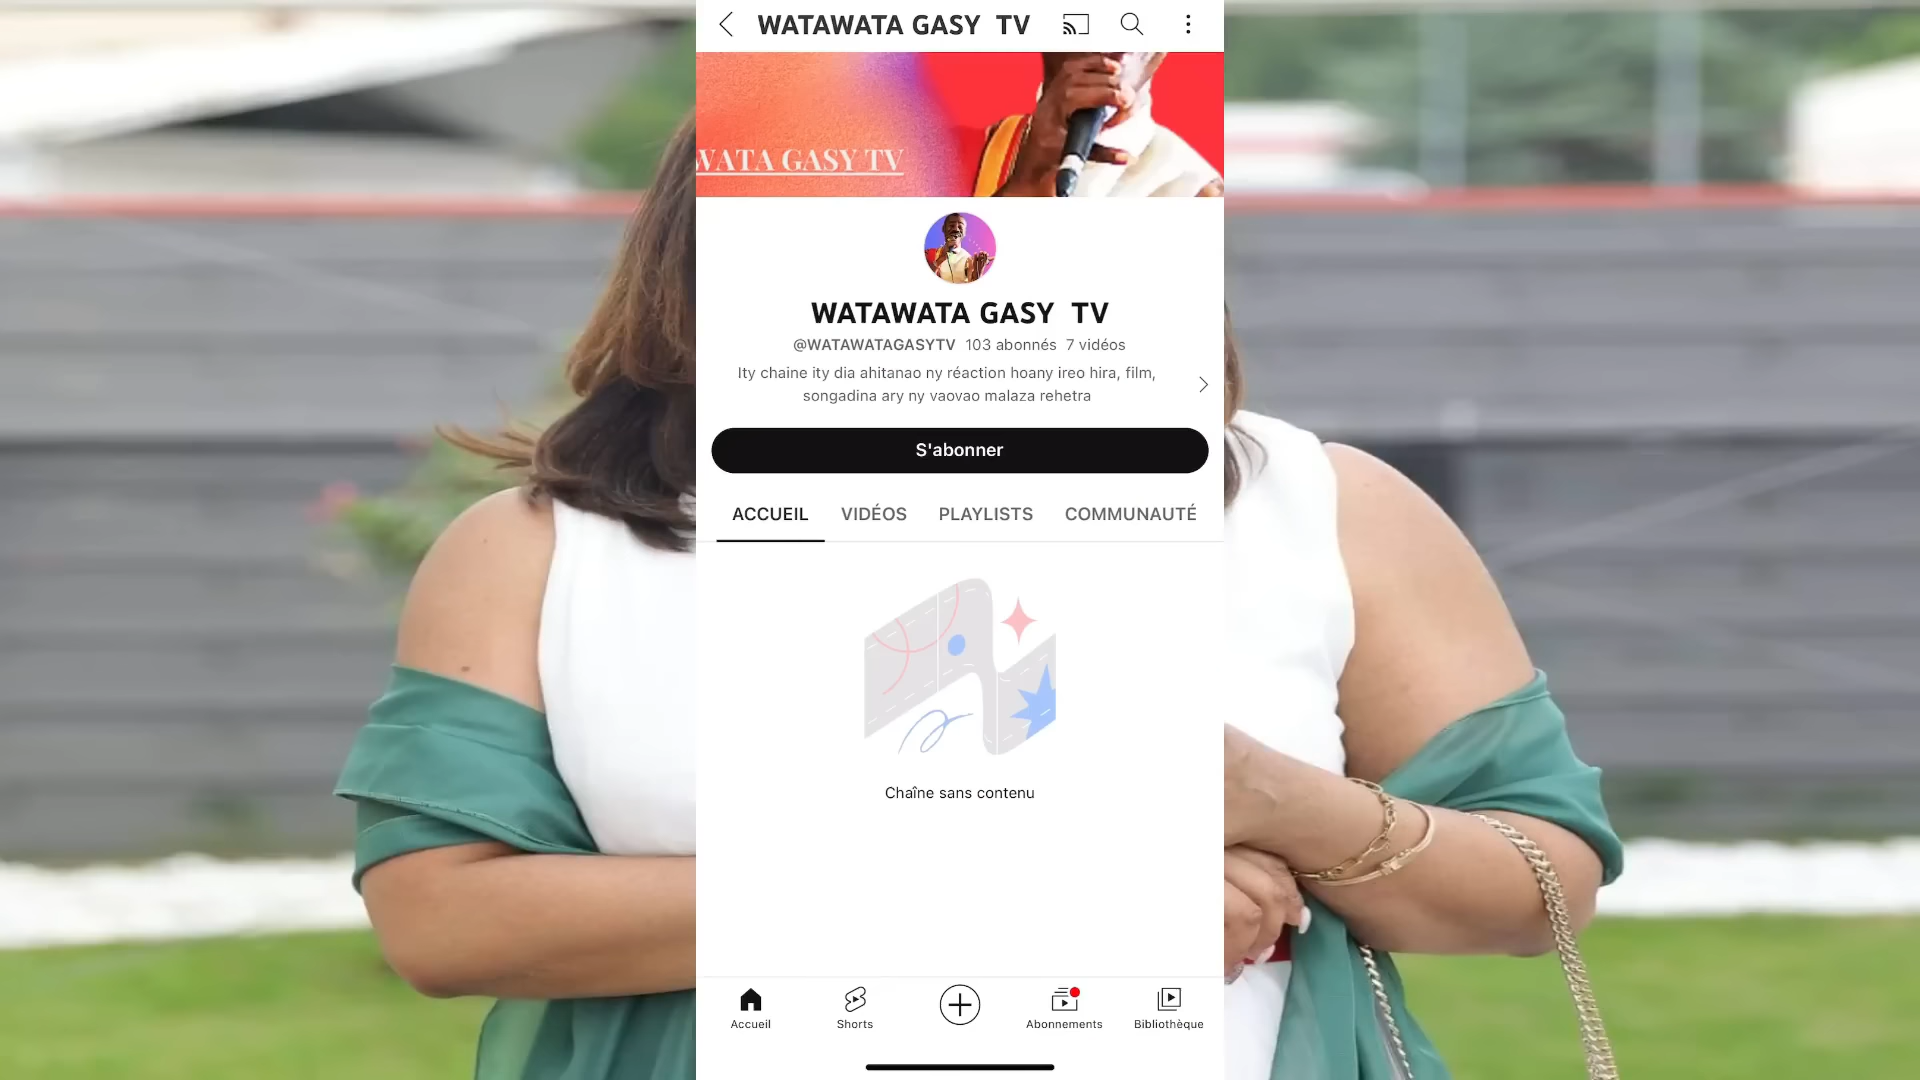 WATAWATA GASY TV
WATA GASY TV
WATAWATA GASY TV
@WATAWATAGASYTV 103 abonnés 7 vidéos
Ity chaine ity dia ahitanao ny réaction hoany ireo hira, film,
songadina ary ny vaovao malaza rehetra
S'abonner
ACCUEIL VIDÉOS PLAYLISTS COMMUNAUTÉ
Chaîne sans contenu
Accueil Shorts Abonnements Bibliothèque